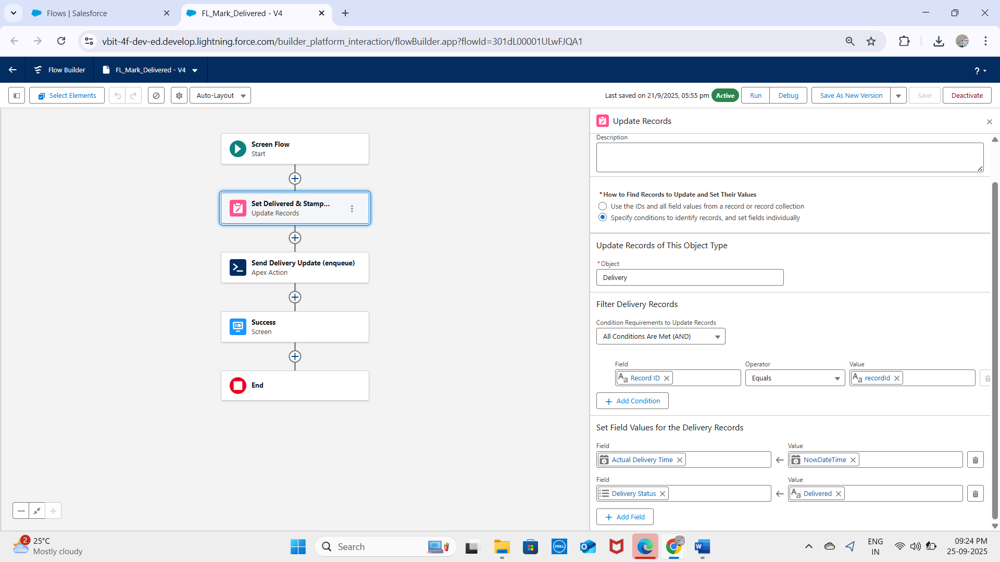 Flows | Salesforce
FL_Mark_Delivered - V4
vbit-4f-dev-ed.develop.lightning.force.com/builder_platform_interaction/flowBuilder.app?flowId=301dL00001ULwFJQA1
Flow Builder
FL_Mark_Delivered - V4
?
Select Elements
Auto-Layout
Last saved on 21/9/2025, 05:55 pm
Active
Run
Debug
Save As New Version
Save
Deactivate
Screen Flow
Start
Set Delivered & Stamp...
Update Records
Send Delivery Update (enqueue)
Apex Action
Success
Screen
End
Update Records
Description
*How to Find Records to Update and Set Their Values
Use the IDs and all field values from a record or record collection
Specify conditions to identify records, and set fields individually
Update Records of This Object Type
*Object
Delivery
Filter Delivery Records
Condition Requirements to Update Records
All Conditions Are Met (AND)
Field Operator Value
Aa Record ID Equals Aa recordId
+ Add Condition
Set Field Values for the Delivery Records
Field Value
Actual Delivery Time NowDateTime
Field Value
Delivery Status Aa Delivered
+ Add Field
2
25°C
Mostly cloudy
Search
DELL
ENG
IN
09:24 PM
25-09-2025